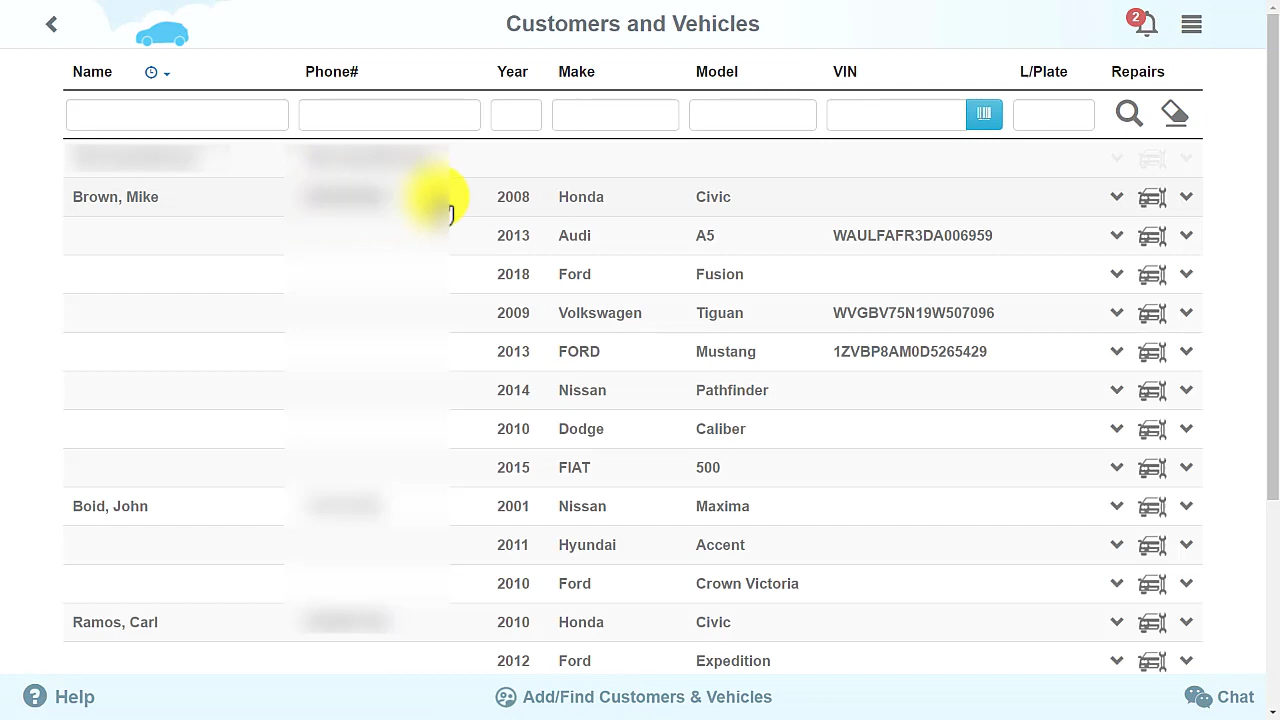 Customers and Vehicles
2
Name Phone# Year Make Model VIN L/Plate Repairs
Brown, Mike 2008 Honda Civic
2013 Audi A5 WAULFAFR3DA006959
2018 Ford Fusion
2009 Volkswagen Tiguan WVGBV75N19W507096
2013 FORD Mustang 1ZVBP8AM0D5265429
2014 Nissan Pathfinder
2010 Dodge Caliber
2015 FIAT 500
Boid, John 2001 Nissan Maxima
2011 Hyundai Accent
2010 Ford Crown Victoria
Ramos, Carl 2010 Honda Civic
2012 Ford Expedition
? Help Add/Find Customers & Vehicles Chat